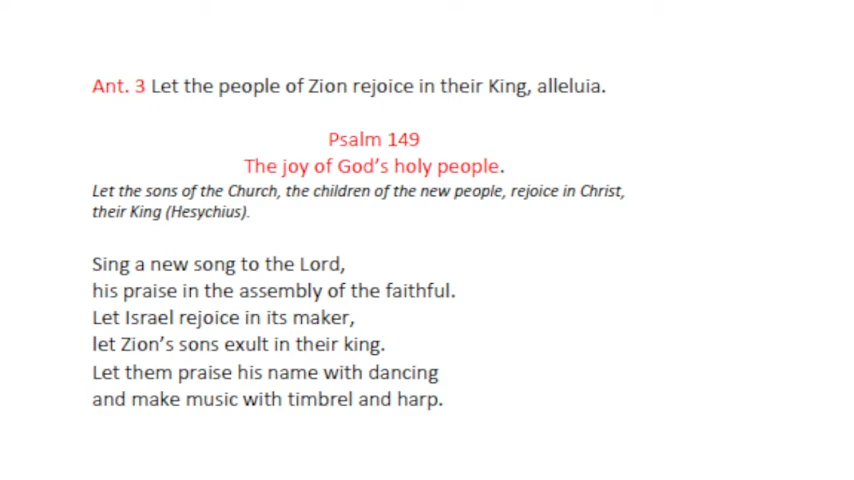 Ant. 3 Let the people of Zion rejoice in their King, alleluia.
Psalm 149
The joy of God’s holy people.
Let the sons of the Church, the children of the new people, rejoice in Christ,
their King (Hesychius).
Sing a new song to the Lord,
his praise in the assembly of the faithful.
Let Israel rejoice in its maker,
let Zion’s sons exult in their king.
Let them praise his name with dancing
and make music with timbrel and harp.